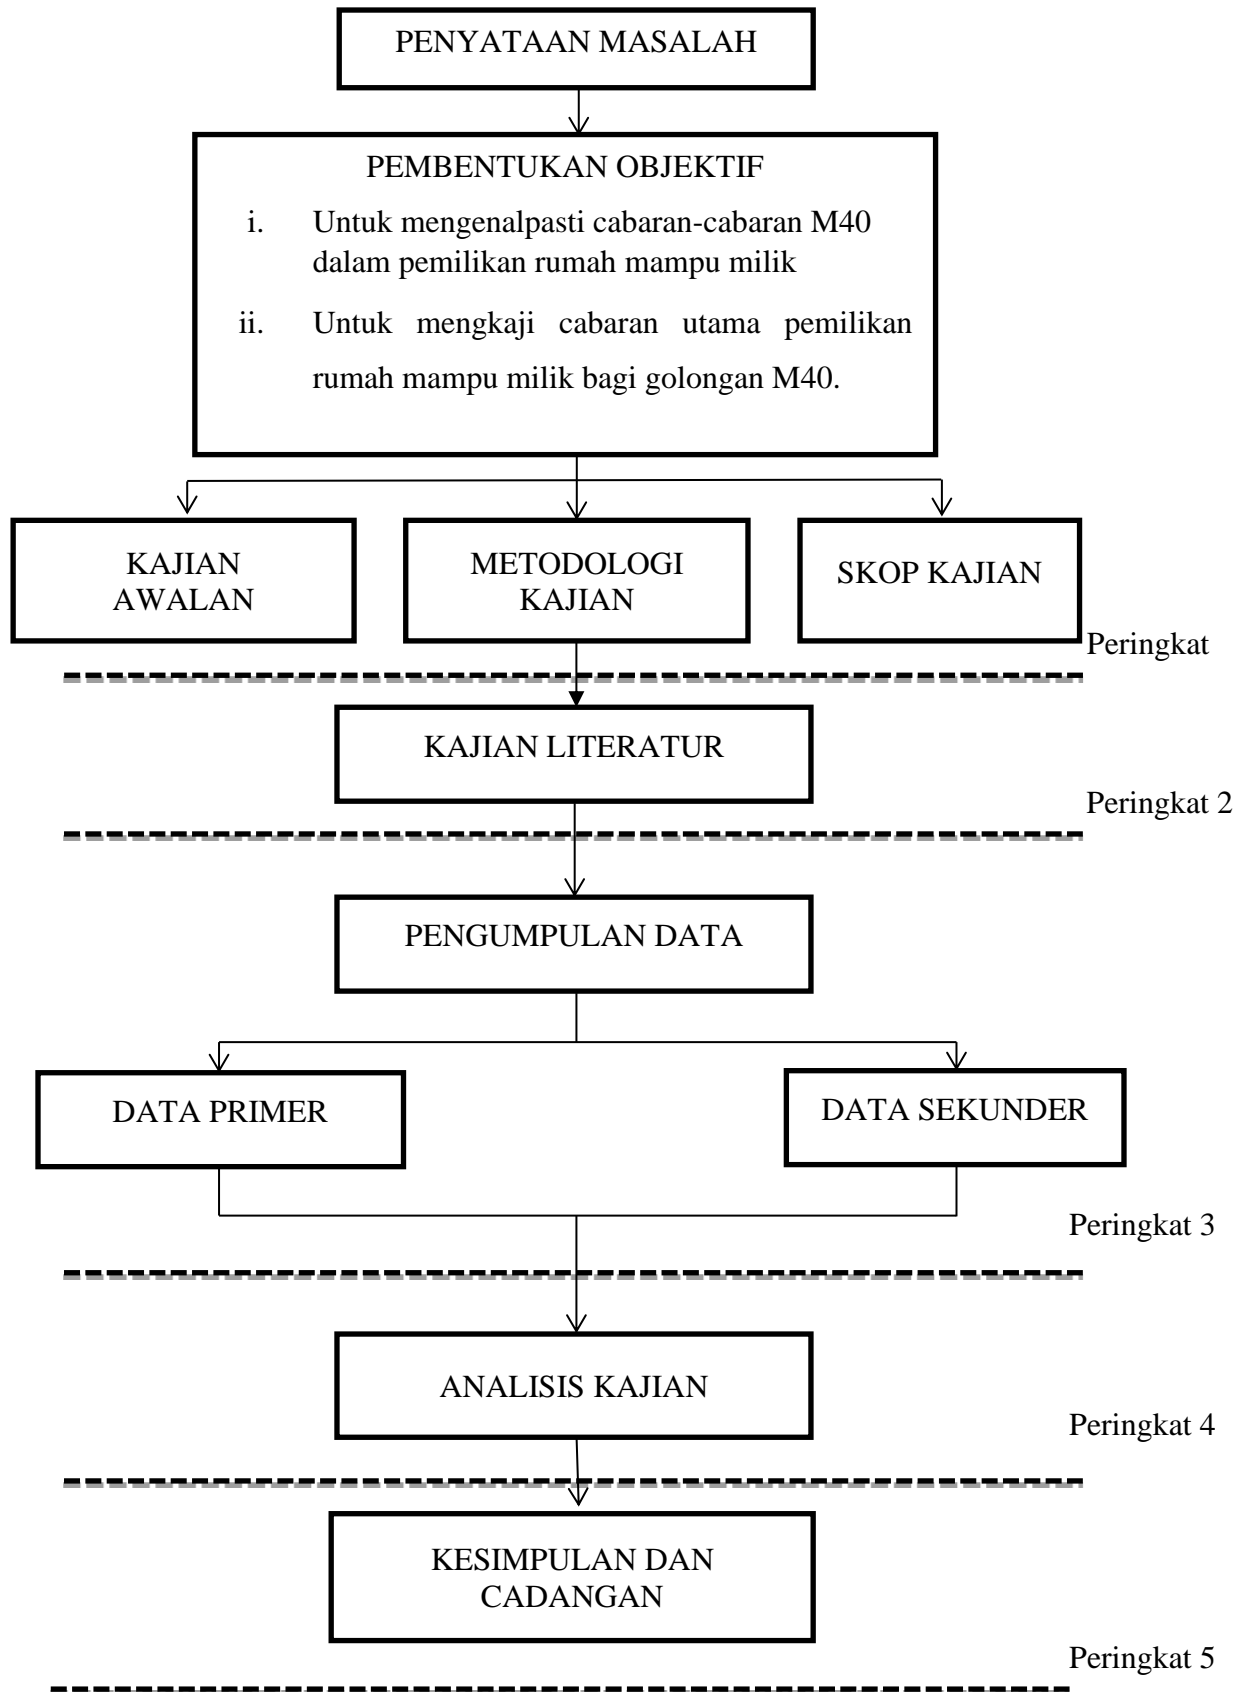 PENYATAAN MASALAH
PEMBENTUKAN OBJEKTIF
i. Untuk mengenalpasti cabaran-cabaran M40
dalam pemilikan rumah mampu milik
ii. Untuk mengkaji cabaran utama pemilikan
rumah mampu milik bagi golongan M40.
KAJIAN
AWALAN
METODOLOGI
KAJIAN
SKOP KAJIAN
Peringkat
KAJIAN LITERATUR
Peringkat 2
PENGUMPULAN DATA
DATA PRIMER
DATA SEKUNDER
Peringkat 3
ANALISIS KAJIAN
Peringkat 4
KESIMPULAN DAN
CADANGAN
Peringkat 5